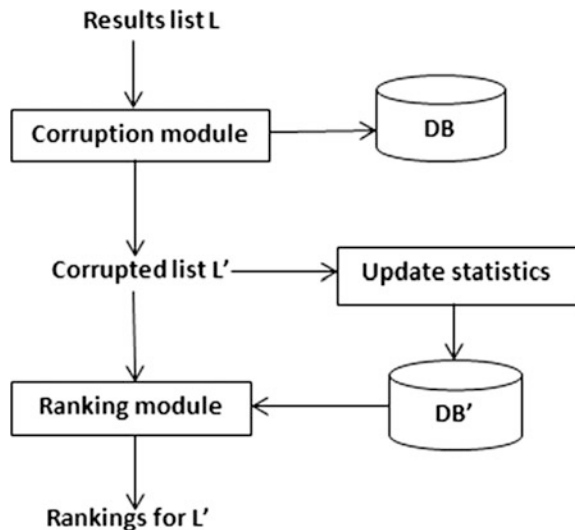 Results list L
Corruption module
DB
Corrupted list L’
Update statistics
Ranking module
DB’
Rankings for L’